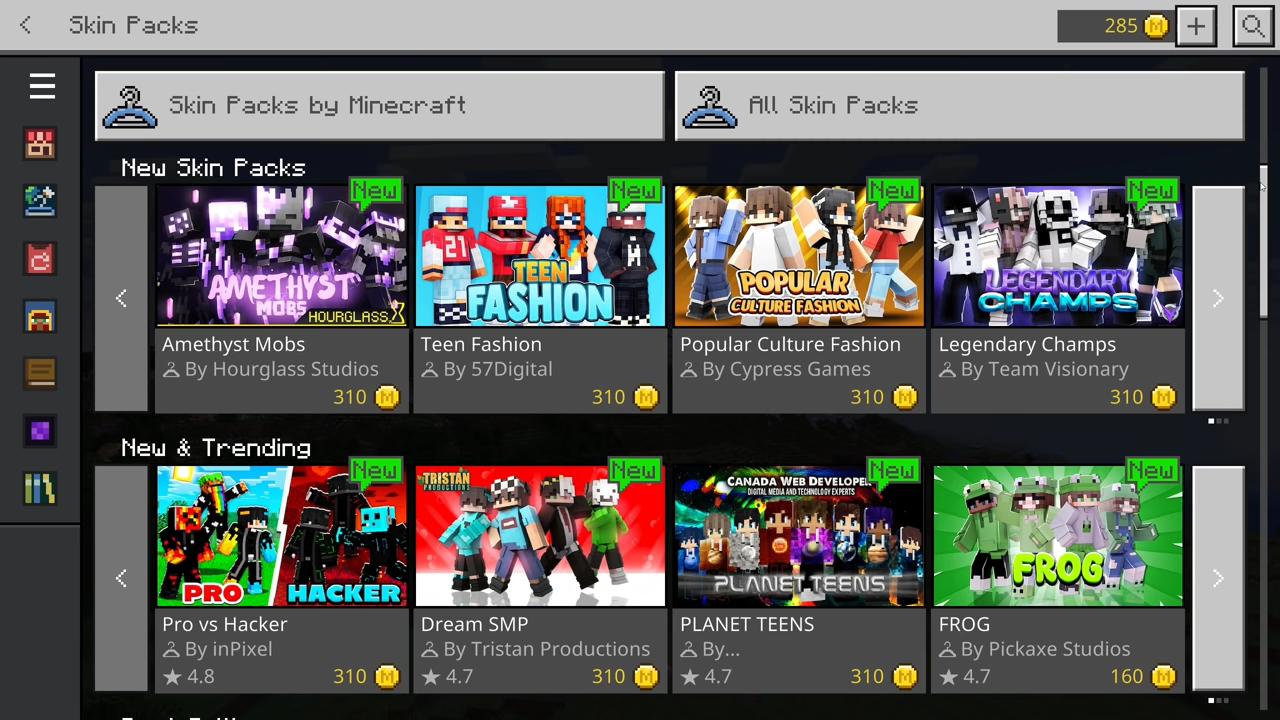 Skin Packs
285
Skin Packs by Minecraft
All Skin Packs
New Skin Packs
New
New
New
New
AMETHYST
MOBS
HOURGLASS
TEEN
FASHION
21
POPULAR
CULTURE FASHION
LEGENDARY
CHAMPS
Amethyst Mobs
By Hourglass Studios
310
Teen Fashion
By 57Digital
310
Popular Culture Fashion
By Cypress Games
310
Legendary Champs
By Team Visionary
310
New & Trending
New
New
New
New
PRO
HACKER
TRISTAN
PRODUCTIONS
CANADA WEB DEVELOPE
DIGITAL MEDIA AND TECHNOLOGY EXPERTS
PLANET TEENS
FROG
Pro vs Hacker
By inPixel
4.8
310
Dream SMP
By Tristan Productions
4.7
310
PLANET TEENS
By...
4.7
310
FROG
By Pickaxe Studios
4.7
160